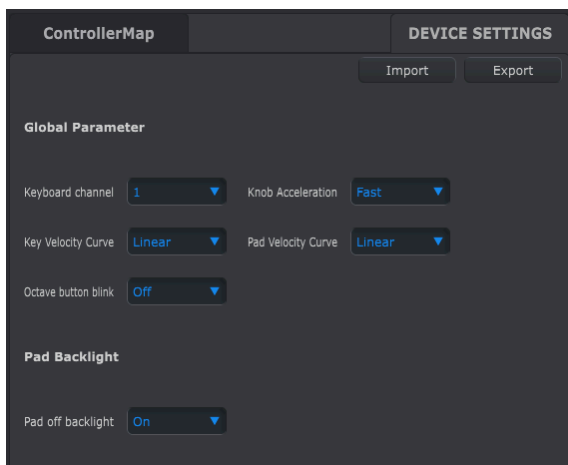 ControllerMap DEVICE SETTINGS
Import Export
Global Parameter
Keyboard channel 1 Knob Acceleration Fast
Key Velocity Curve Linear Pad Velocity Curve Linear
Octave button blink Off
Pad Backlight
Pad off backlight On